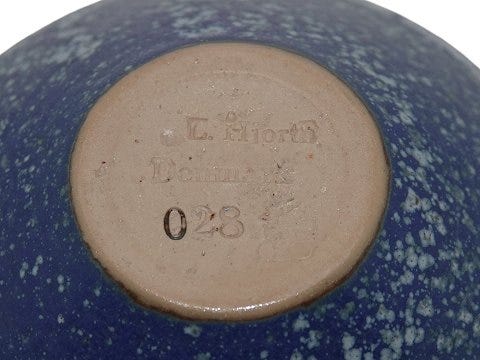 L. Hjorth
Denmark
028